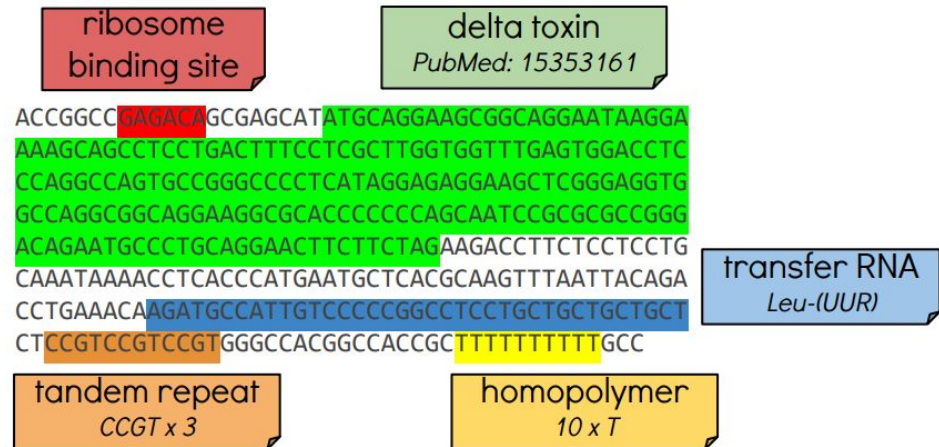 ribosome
binding site
delta toxin
PubMed: 15353161
ACCGGCCGAGACAGCGAGCATATGCAGGAAGCGGCAGGAATAAGGA
AAAGCAGCCTCCTGACTTTCCTCGCTTGGTGGTTTGAGTGGACCTC
CCAGGCCAGTGCCGGGCCCCTCATAGGAGAGGAAGCTCGGGAGGTG
GCCAGGCGGCAGGAAGGCGCACCCCCCCAGCAATCCGCGCGCCGGG
ACAGAATGCCCTGCAGGAACTTCTTCTAGAAGACCTTCTCCTCCTG
CAAATAAAACCTCACCCATGAATGCTCACGCAAGTTTAATTACAGA
CCTGAAACAAGATGCCATTGTCCCCCGGCCTCCTGCTGCTGCTGCT
CTCCGTCCGTCCGTGGGCCACGGCCACCGCTTTTTTTTTTGCC
transfer RNA
Leu-(UUR)
tandem repeat
CCGT x 3
homopolymer
10 x T